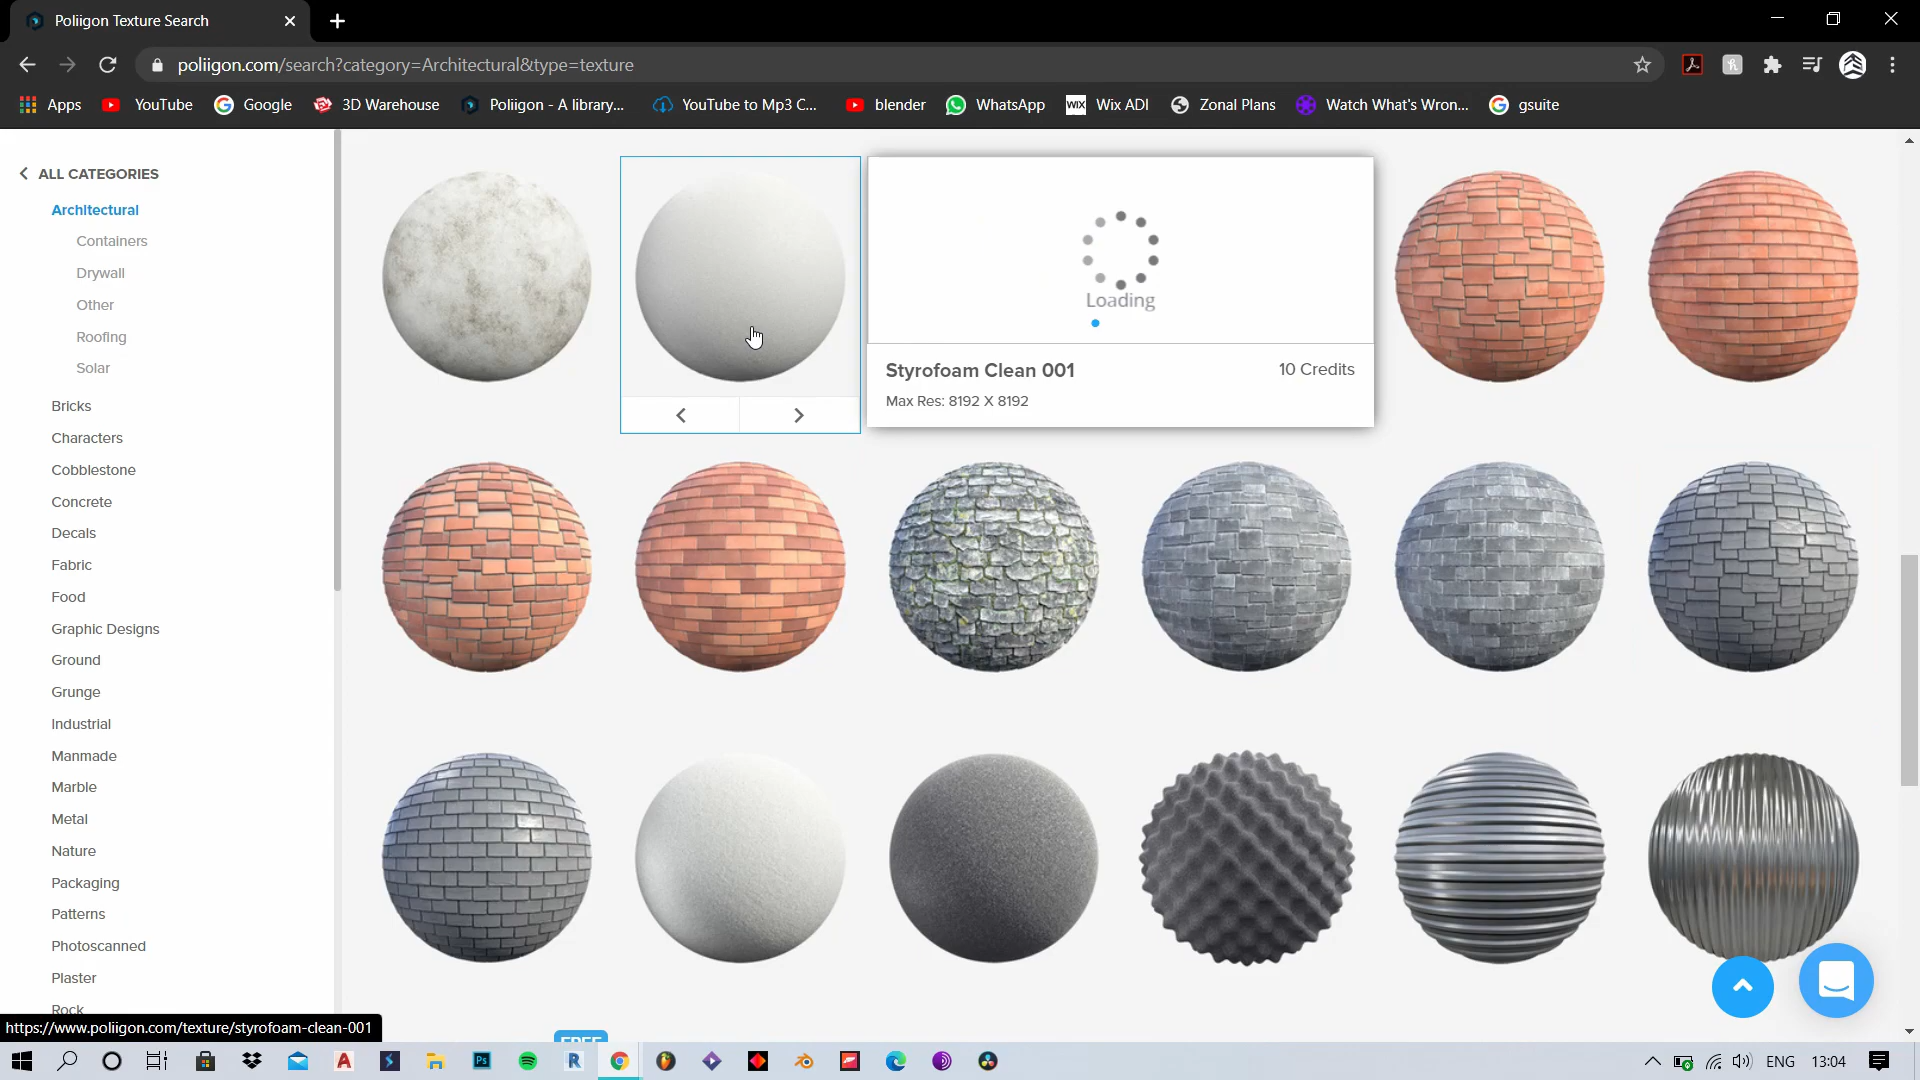 Poliigon Texture Search
poliigon.com/search?category=Architectural&type=texture
Apps YouTube Google 3D Warehouse Poliigon - A library... YouTube to Mp3 C... blender WhatsApp WIX Wix ADI Zonal Plans Watch What's Wron... gsuite
ALL CATEGORIES
Architectural
Containers
Drywall
Other
Roofing
Solar
Bricks
Characters
Cobblestone
Concrete
Decals
Fabric
Food
Graphic Designs
Ground
Grunge
Industrial
Manmade
Marble
Metal
Nature
Packaging
Patterns
Photoscanned
Plaster
Rock
Loading
Styrofoam Clean 001 10 Credits
Max Res: 8192 X 8192
FREE
https://www.poliigon.com/texture/styrofoam-clean-001
ENG 13:04